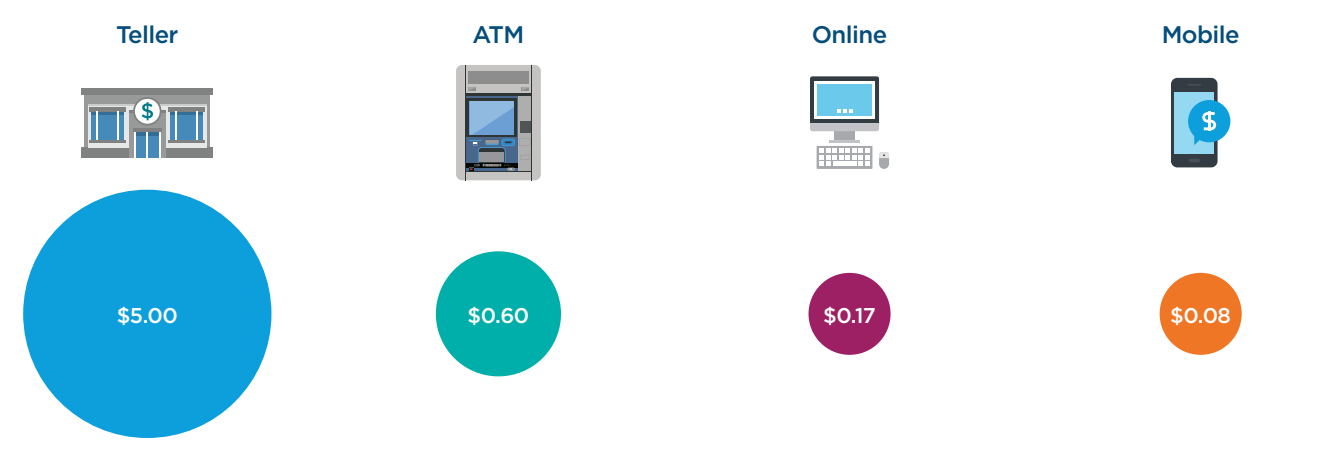 Teller
ATM
Online
Mobile
$
$
$5.00
$0.60
$0.17
$0.08